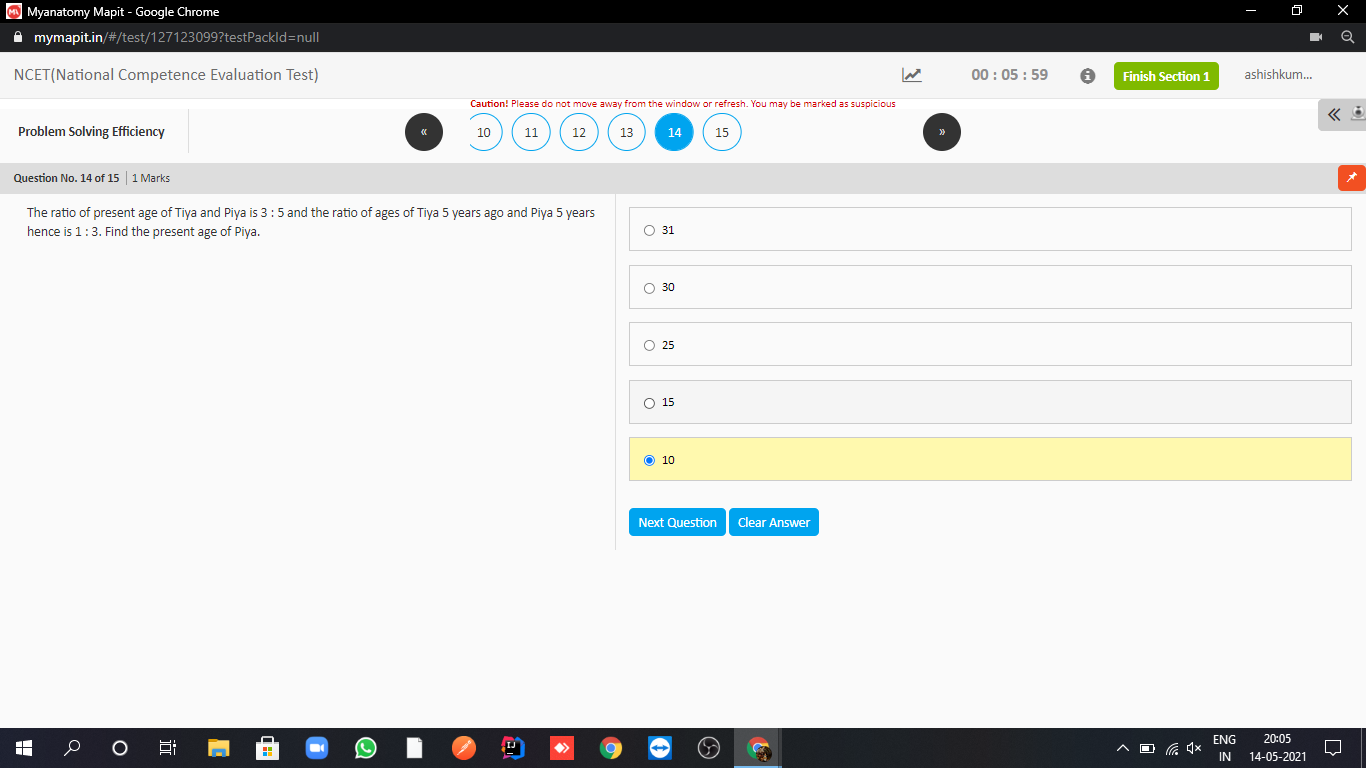 Myanatomy Mapit - Google Chrome
mymapit.in/#/test/127123099?testPackId=null
NCET(National Competence Evaluation Test)
00 : 05 : 59
Finish Section 1
ashishkum...
Caution! Please do not move away from the window or refresh. You may be marked as suspicious
Problem Solving Efficiency
«
10
11
12
13
14
15
»
Question No. 14 of 15 | 1 Marks
The ratio of present age of Tiya and Piya is 3 : 5 and the ratio of ages of Tiya 5 years ago and Piya 5 years
hence is 1 : 3. Find the present age of Piya.
31
30
25
15
10
Next Question
Clear Answer
ENG
IN
20:05
14-05-2021